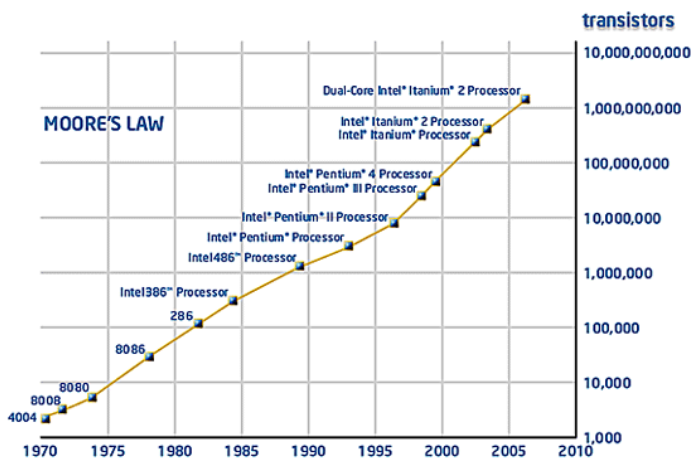 transistors
10,000,000,000
Dual-Core Intel® Itanium® 2 Processor
1,000,000,000
MOORE'S LAW
Intel® Itanium® 2 Processor
Intel® Itanium® Processor
100,000,000
Intel® Pentium® 4 Processor
Intel® Pentium® III Processor
Intel® Pentium® II Processor
10,000,000
Intel® Pentium® Processor
Intel486™ Processor
1,000,000
Intel386™ Processor
286
100,000
8086
8080
10,000
8008
4004
1,000
1970 1975 1980 1985 1990 1995 2000 2005 2010